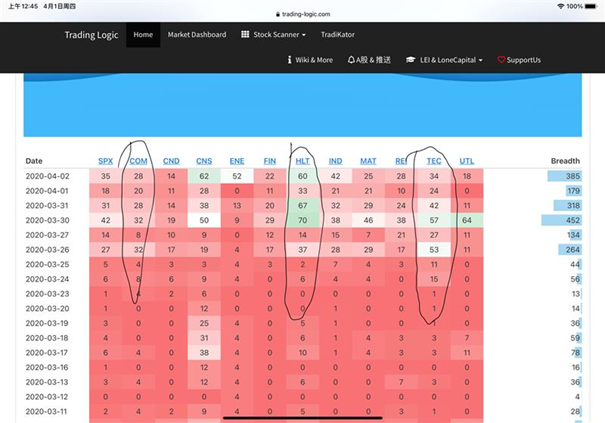 上午12:45 4月1日周四
trading-logic.com
100%
Trading Logic Home Market Dashboard Stock Scanner TradiKator
Wiki & More A股 & 推送 LEI & LoneCapital SupportUs
Date SPX COM CND CNS ENE FIN HLT IND MAT REI TEC UTL Breadth
2020-04-02 35 28 14 62 52 22 60 42 25 28 34 18 385
2020-04-01 18 20 11 28 0 11 33 21 21 10 24 0 179
2020-03-31 31 28 14 38 13 20 67 32 29 24 42 11 318
2020-03-30 42 32 19 50 9 29 70 38 46 38 57 64 452
2020-03-27 14 8 10 9 0 12 14 15 7 21 27 11 134
2020-03-26 27 32 17 19 4 17 37 28 29 17 53 11 264
2020-03-25 5 4 3 3 4 3 2 7 4 3 11 0 44
2020-03-24 6 8 6 9 4 0 6 4 4 0 15 0 56
2020-03-23 1 4 2 6 0 0 0 0 0 0 1 0 13
2020-03-20 1 0 0 12 0 0 0 1 0 0 1 0 14
2020-03-19 3 0 3 25 4 0 5 1 0 0 1 0 36
2020-03-18 4 0 5 31 4 0 6 1 4 3 3 7 59
2020-03-17 6 4 0 38 4 0 10 1 4 3 3 11 78
2020-03-16 1 0 0 12 4 0 0 0 0 0 0 0 16
2020-03-13 3 4 0 12 4 0 6 0 0 7 3 0 36
2020-03-12 0 0 0 0 4 0 0 0 0 0 0 0 4
2020-03-11 2 4 2 9 4 0 5 0 0 3 1 0 28